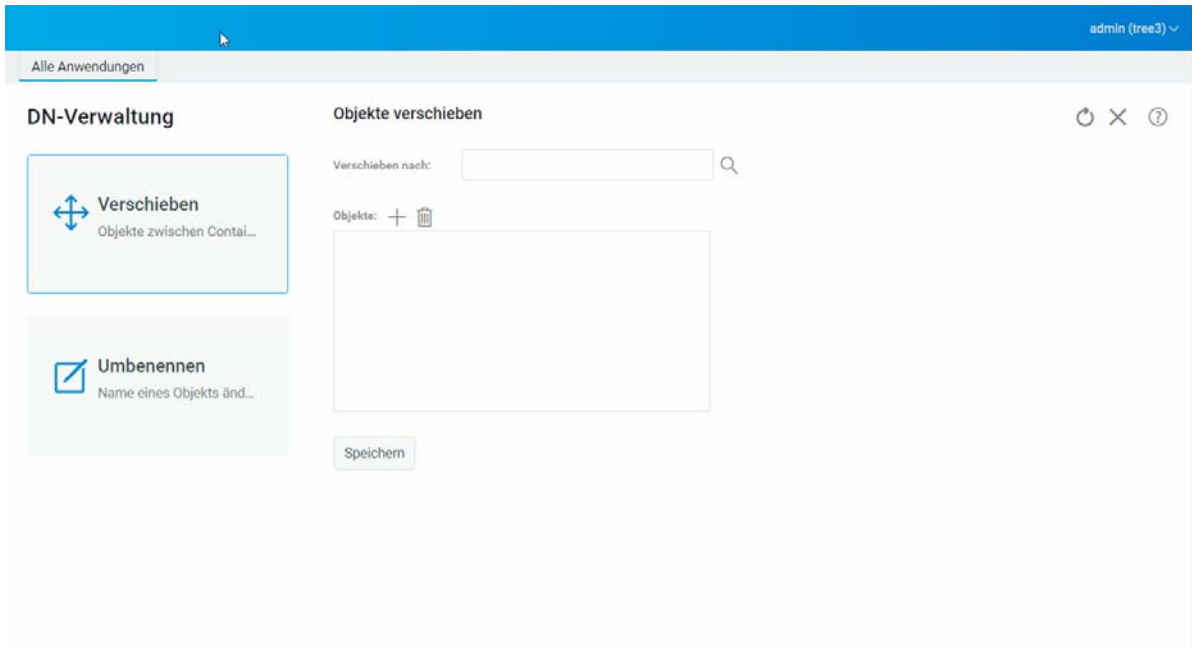 admin (tree3)
Alle Anwendungen
DN-Verwaltung
Verschieben
Objekte zwischen Contai...
Umbenennen
Name eines Objekts änd...
Objekte verschieben
Verschieben nach:
Objekte:
Speichern